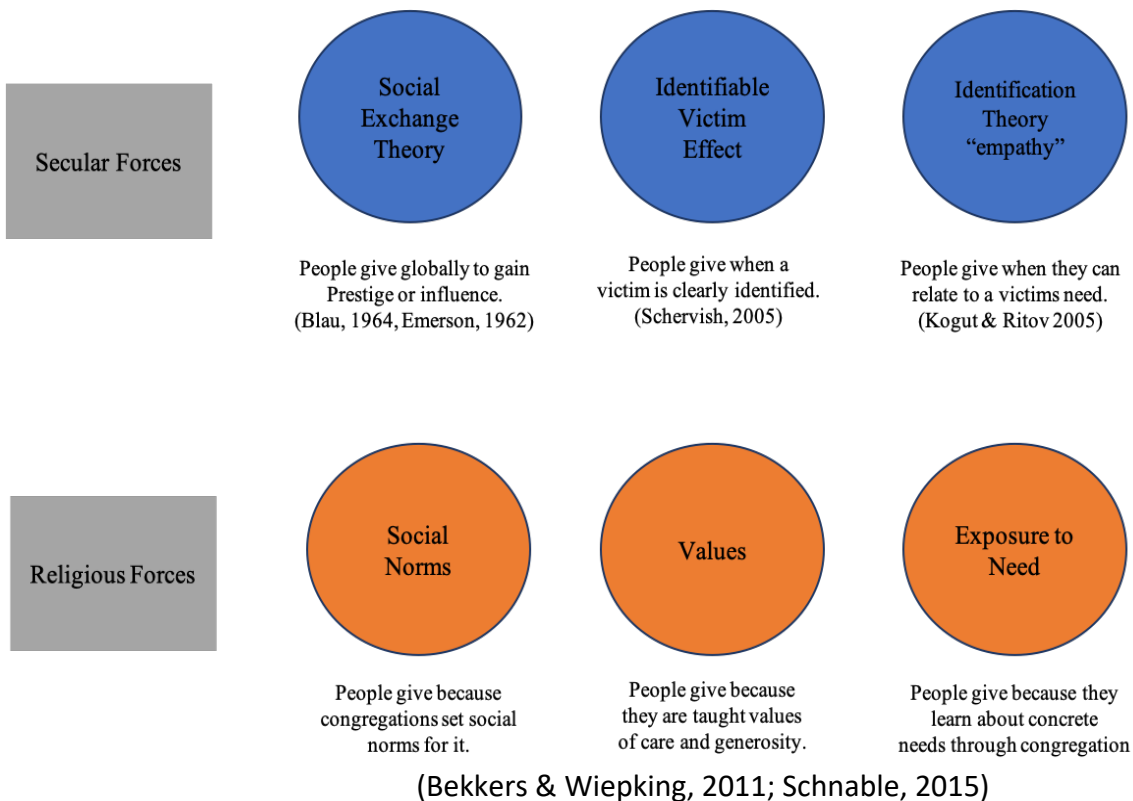 Secular Forces
Social
Exchange
Theory
Identifiable
Victim
Effect
Identification
Theory
“empathy”
People give globally to gain
Prestige or influence.
(Blau, 1964, Emerson, 1962)
People give when a
victim is clearly identified.
(Schervish, 2005)
People give when they can
relate to a victims need.
(Kogut & Ritov 2005)
Religious Forces
Social
Norms
Values
Exposure to
Need
People give because
congregations set social
norms for it.
People give because
they are taught values
of care and generosity.
People give because they
learn about concrete
needs through congregation
(Bekkers & Wiepking, 2011; Schnable, 2015)